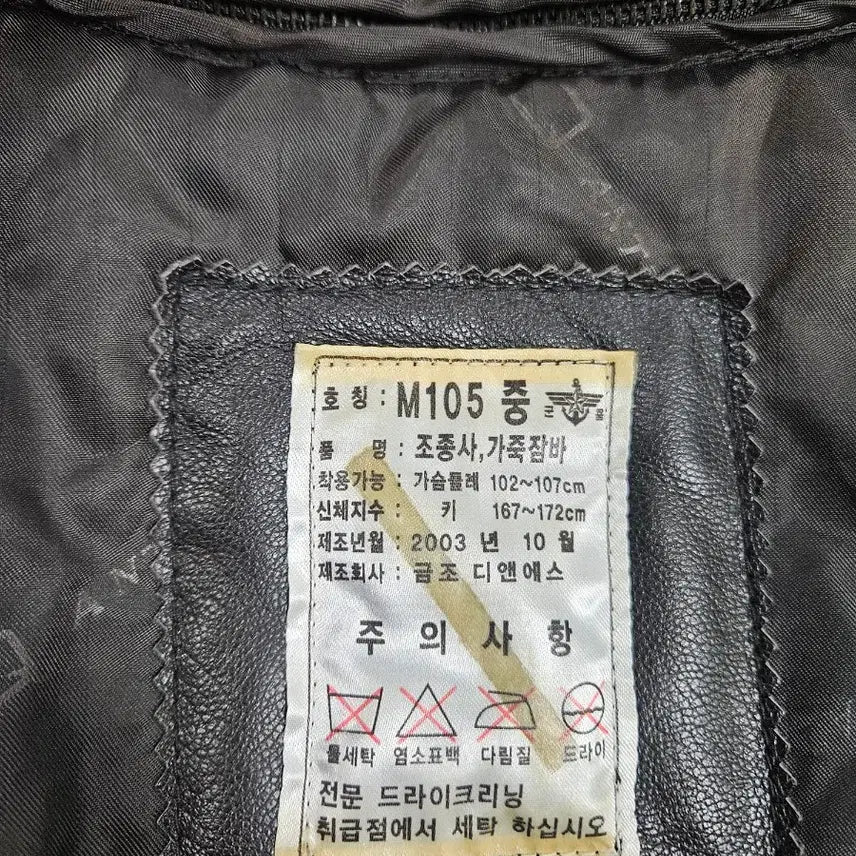 호 칭 : M105 중 군 용
품 명 : 조종사,가죽잠바
착용가능 : 가슴둘레 102~107cm
신체지수 : 키 167~172cm
제조년월 : 2003 년 10 월
제조회사 : 금조 디앤에스
주 의 사 항
물세탁 염소표백 다림질 드라이
전문 드라이크리닝
취급점에서 세탁 하십시오